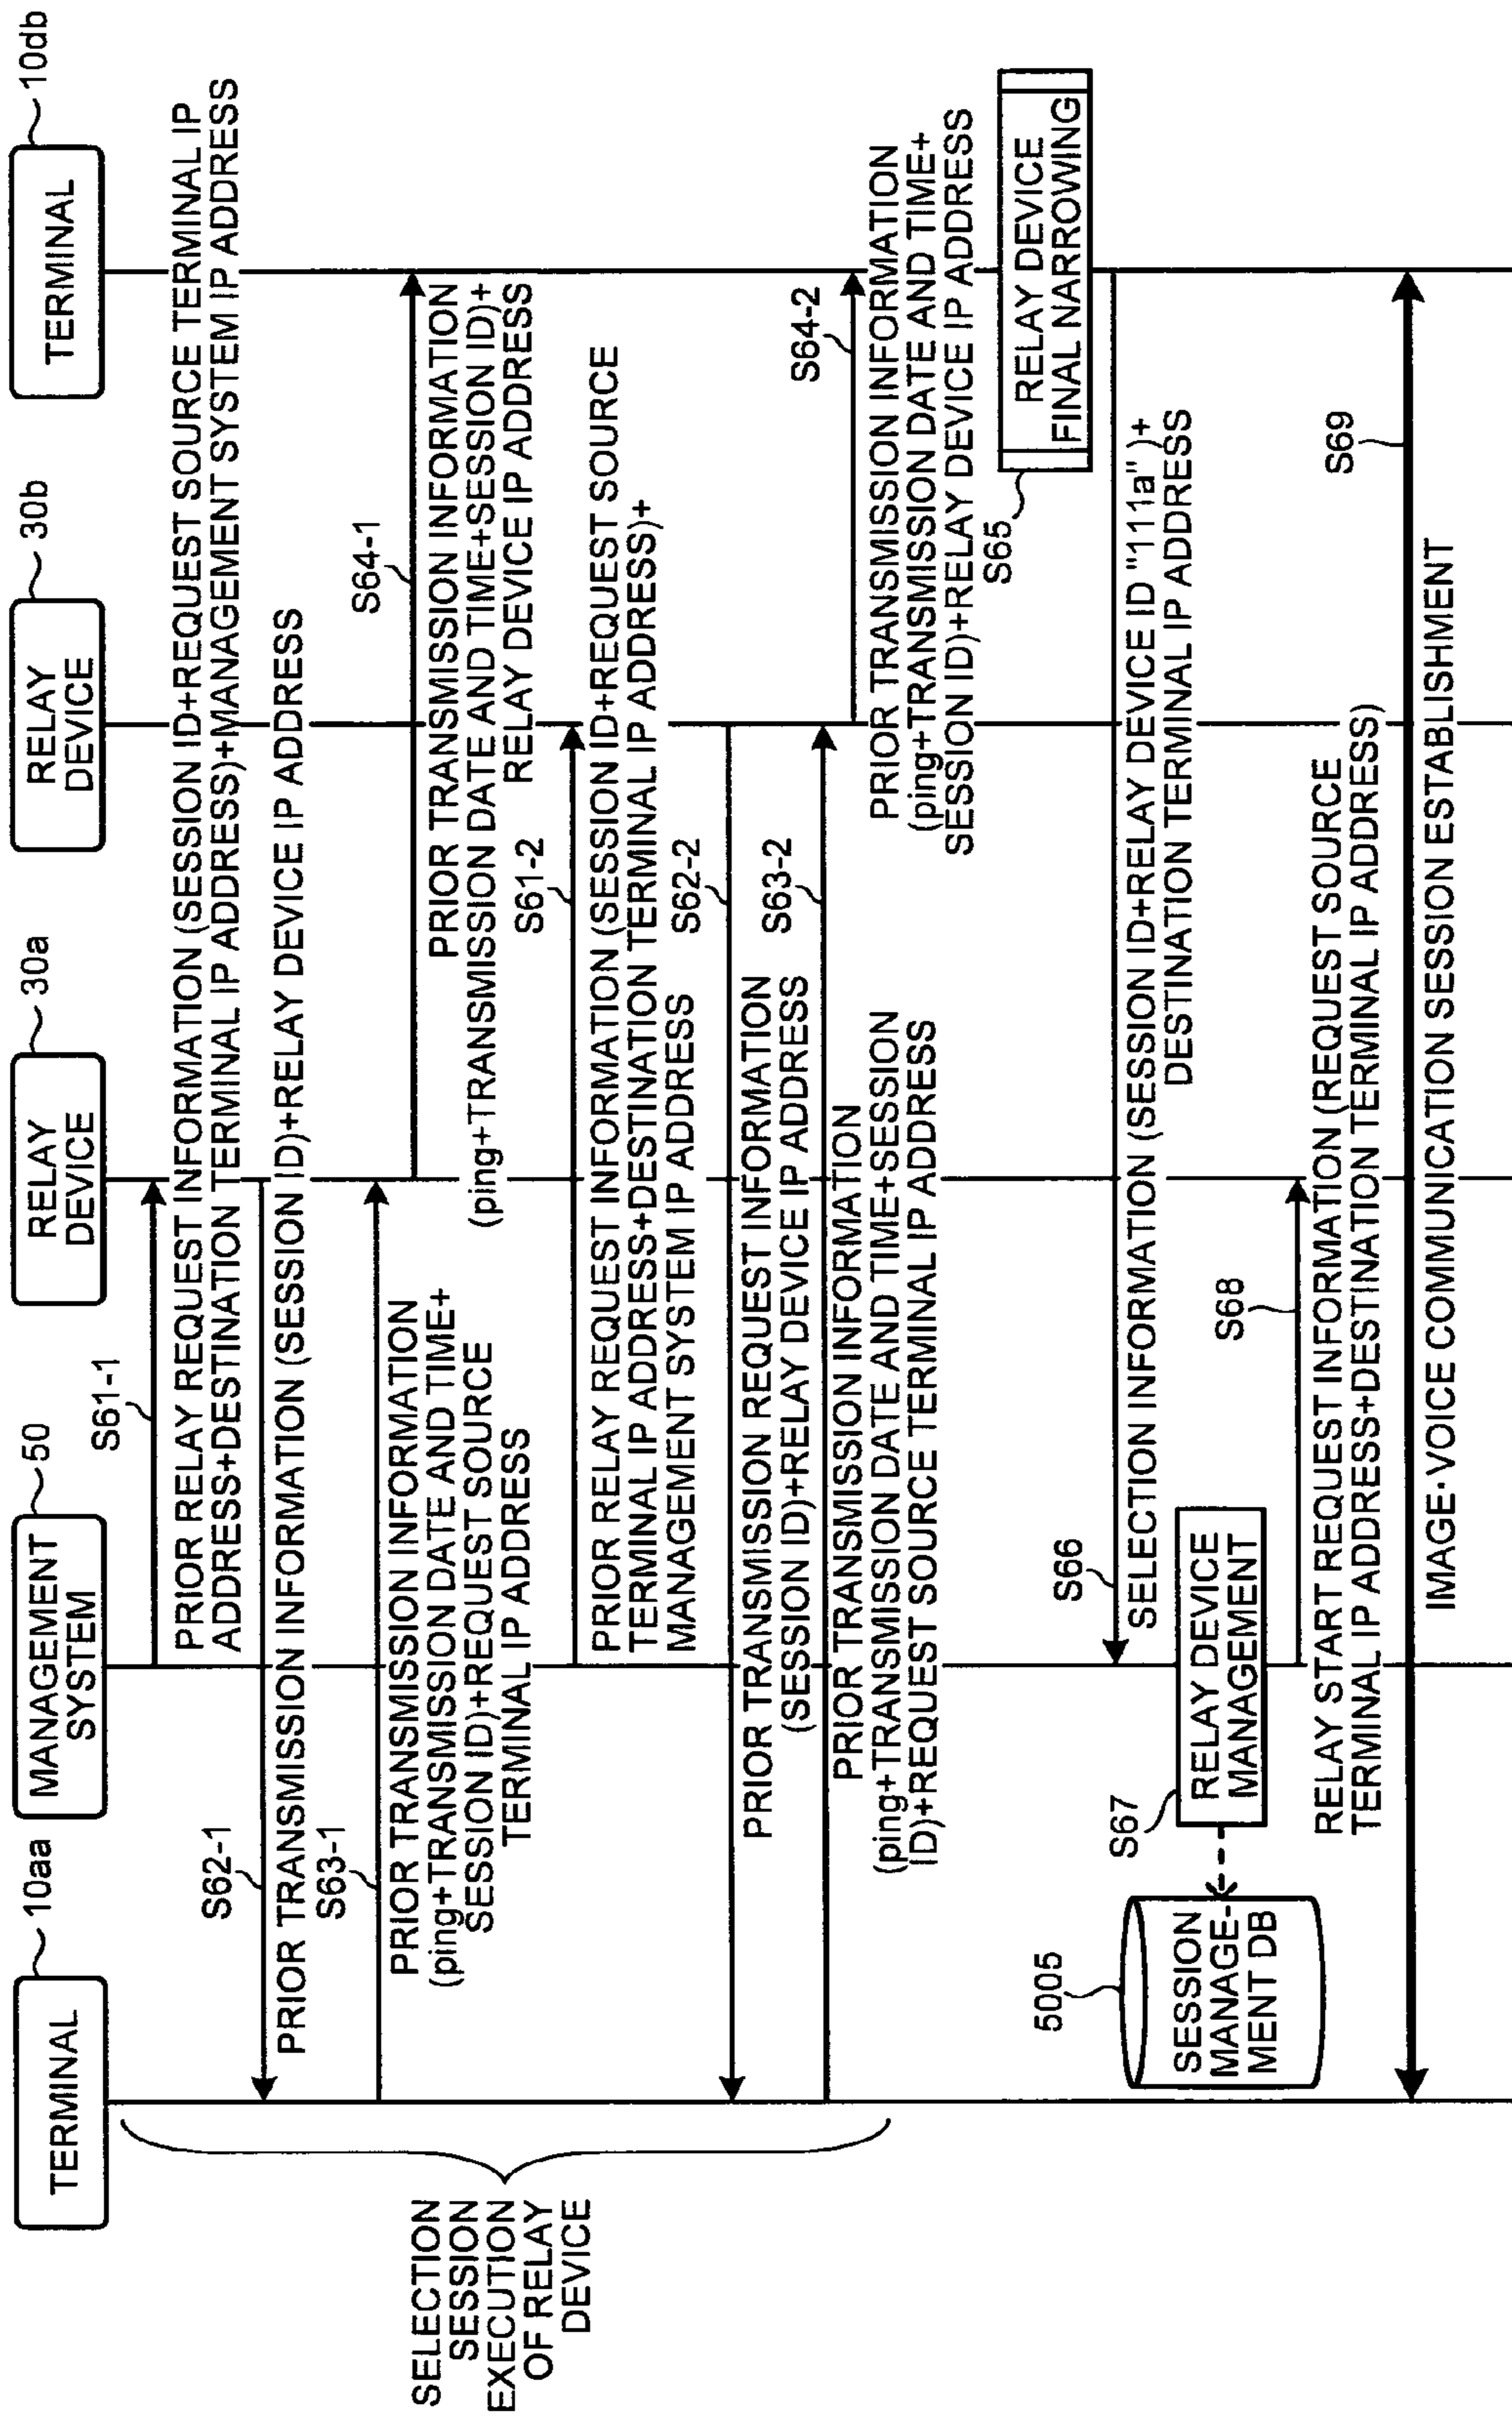 TERMINAL
10aa
MANAGEMENT
SYSTEM
50
RELAY
DEVICE
30a
RELAY
DEVICE
30b
TERMINAL
10db
SELECTION
SESSION
EXECUTION
OF RELAY
DEVICE
S61-1
PRIOR RELAY REQUEST INFORMATION (SESSION ID+REQUEST SOURCE TERMINAL IP
ADDRESS+DESTINATION TERMINAL IP ADDRESS)+MANAGEMENT SYSTEM IP ADDRESS
S62-1
PRIOR TRANSMISSION INFORMATION (SESSION ID)+RELAY DEVICE IP ADDRESS
S63-1
PRIOR TRANSMISSION INFORMATION
(ping+TRANSMISSION DATE AND TIME+
SESSION ID)+REQUEST SOURCE
TERMINAL IP ADDRESS
S64-1
PRIOR TRANSMISSION INFORMATION
(ping+TRANSMISSION DATE AND TIME+SESSION ID)+
RELAY DEVICE IP ADDRESS
S61-2
PRIOR RELAY REQUEST INFORMATION (SESSION ID+REQUEST SOURCE
TERMINAL IP ADDRESS+DESTINATION TERMINAL IP ADDRESS)+
MANAGEMENT SYSTEM IP ADDRESS
S62-2
PRIOR TRANSMISSION REQUEST INFORMATION
(SESSION ID)+RELAY DEVICE IP ADDRESS
S63-2
PRIOR TRANSMISSION INFORMATION
(ping+TRANSMISSION DATE AND TIME+SESSION
ID)+REQUEST SOURCE TERMINAL IP ADDRESS
S64-2
PRIOR TRANSMISSION INFORMATION
(ping+TRANSMISSION DATE AND TIME+
SESSION ID)+RELAY DEVICE IP ADDRESS
S65
RELAY DEVICE
FINAL NARROWING
S66
SELECTION INFORMATION (SESSION ID+RELAY DEVICE ID "111a")+
DESTINATION TERMINAL IP ADDRESS
5005
SESSION
MANAGE-
MENT DB
S67
RELAY DEVICE
MANAGEMENT
S68
RELAY START REQUEST INFORMATION (REQUEST SOURCE
TERMINAL IP ADDRESS+DESTINATION TERMINAL IP ADDRESS)
S69
IMAGE·VOICE COMMUNICATION SESSION ESTABLISHMENT